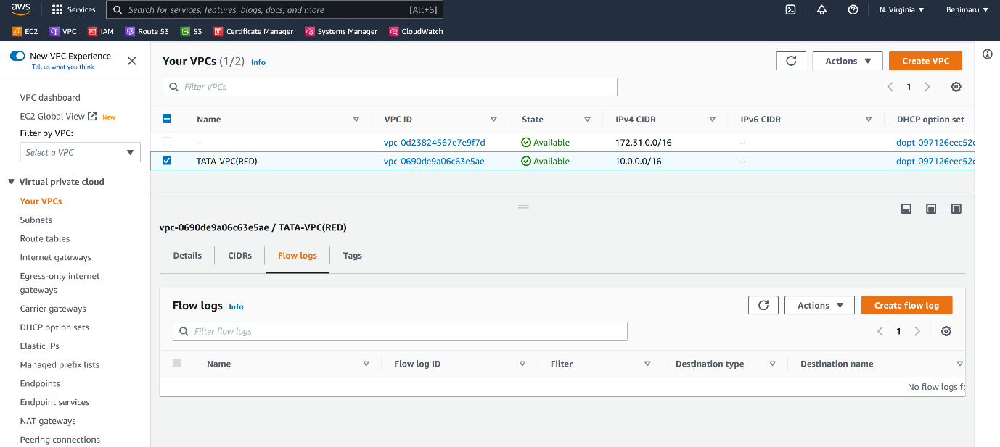 aws Services Search for services, features, blogs, docs, and more [Alt+S] N. Virginia Benimaru
EC2 VPC IAM Route 53 S3 Certificate Manager Systems Manager CloudWatch
New VPC Experience
Tell us what you think
VPC dashboard
EC2 Global View New
Filter by VPC:
Select a VPC
Virtual private cloud
Your VPCs
Subnets
Route tables
Internet gateways
Egress-only internet
gateways
Carrier gateways
DHCP option sets
Elastic IPs
Managed prefix lists
Endpoints
Endpoint services
NAT gateways
Peering connections
Your VPCs (1/2) Info Actions Create VPC
Filter VPCs 1
Name VPC ID State IPv4 CIDR IPv6 CIDR DHCP option set
– vpc-0d23824567e7e9f7d Available 172.31.0.0/16 – dopt-097126eec52c
TATA-VPC(RED) vpc-0690de9a06c63e5ae Available 10.0.0.0/16 – dopt-097126eec52c
vpc-0690de9a06c63e5ae / TATA-VPC(RED)
Details CIDRs Flow logs Tags
Flow logs Info Actions Create flow log
Filter flow logs 1
Name Flow log ID Filter Destination type Destination name
No flow logs fo